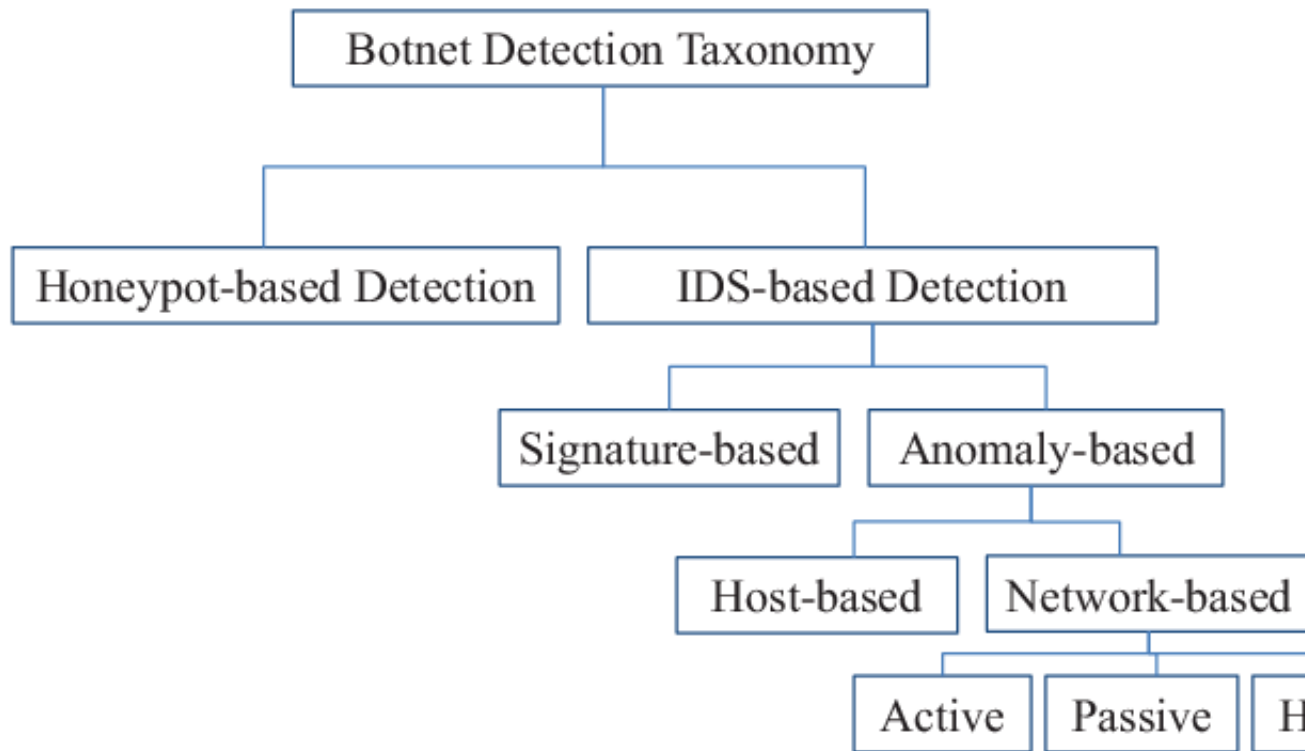 Botnet Detection Taxonomy
Honeypot-based Detection
IDS-based Detection
Signature-based
Anomaly-based
Host-based
Network-based
Active
Passive